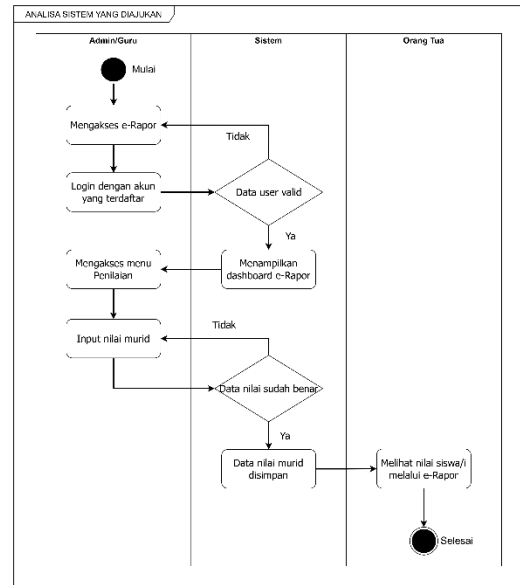 ANALISA SISTEM YANG DIAJUKAN
Admin/Guru
Sistem
Orang Tua
Mulai
Mengakses e-Rapor
Tidak
Login dengan akun
yang terdaftar
Data user valid
Ya
Mengakses menu
Penilaian
Menampilkan
dashboard e-Rapor
Tidak
Input nilai murid
Data nilai sudah benar
Ya
Data nilai murid
disimpan
Melihat nilai siswa/i
melalui e-Rapor
Selesai